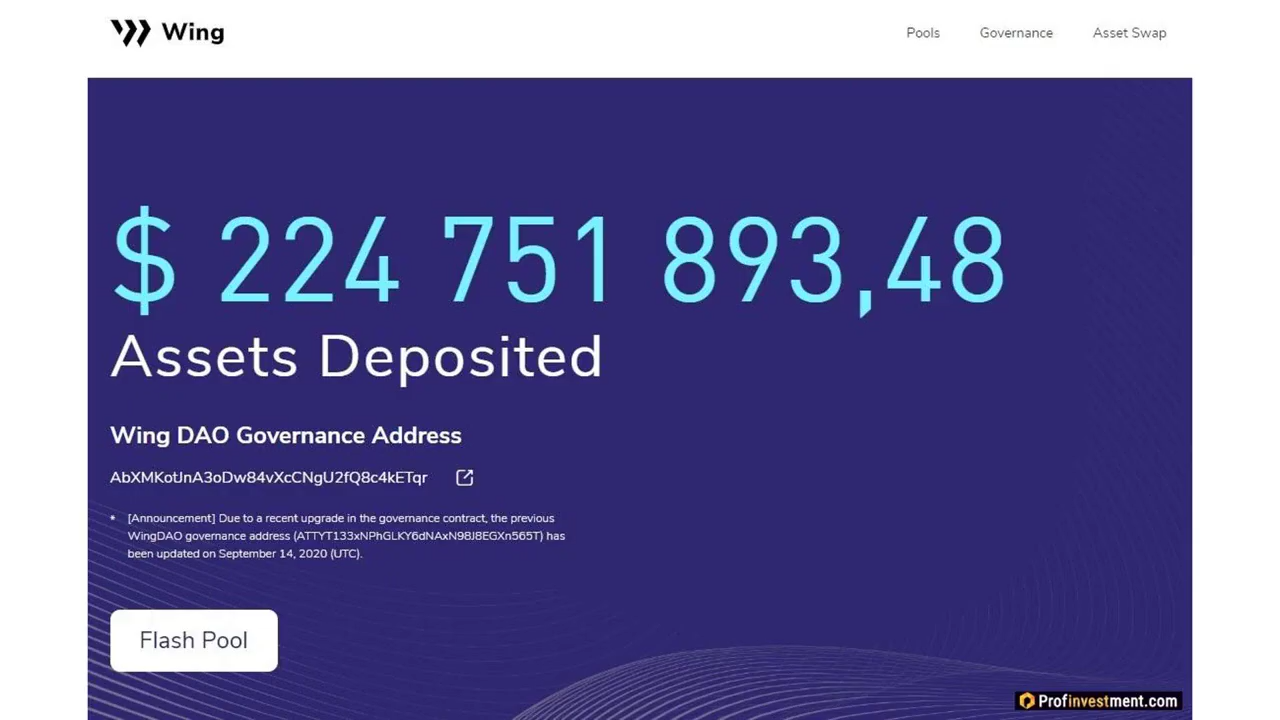 Wing
Pools
Governance
Asset Swap
$ 224 751 893,48
Assets Deposited
Wing DAO Governance Address
AbXMKotJnA3oDw84vXcCNgU2fQ8c4kETqr
* [Announcement] Due to a recent upgrade in the governance contract, the previous
WingDAO governance address (ATTYT133xNPhGLKY6dNAxN98J8EGXn565T) has
been updated on September 14, 2020 (UTC).
Flash Pool
Profinvestment.com